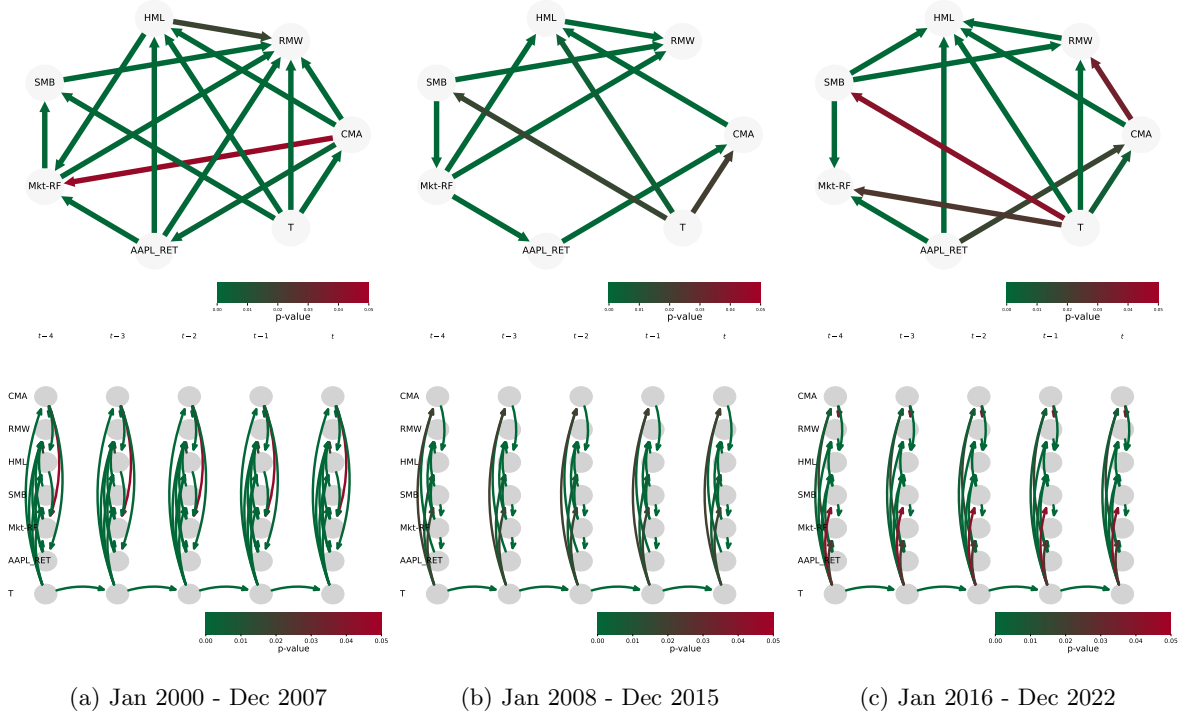 HML
RMW
SMB
CMA
Mkt-RF
T
AAPL_RET
0.00 0.01 0.02 0.03 0.04 0.05
p-value
HML
RMW
SMB
CMA
Mkt-RF
T
AAPL_RET
0.00 0.01 0.02 0.03 0.04 0.05
p-value
HML
RMW
SMB
CMA
Mkt-RF
T
AAPL_RET
0.00 0.01 0.02 0.03 0.04 0.05
p-value
t−4 t−3 t−2 t−1 t
CMA
RMW
HML
SMB
Mkt-RF
AAPL_RET
T
0.00 0.01 0.02 0.03 0.04 0.05
p-value
t−4 t−3 t−2 t−1 t
CMA
RMW
HML
SMB
Mkt-RF
AAPL_RET
T
0.00 0.01 0.02 0.03 0.04 0.05
p-value
t−4 t−3 t−2 t−1 t
CMA
RMW
HML
SMB
Mkt-RF
AAPL_RET
T
0.00 0.01 0.02 0.03 0.04 0.05
p-value
(a) Jan 2000 - Dec 2007
(b) Jan 2008 - Dec 2015
(c) Jan 2016 - Dec 2022